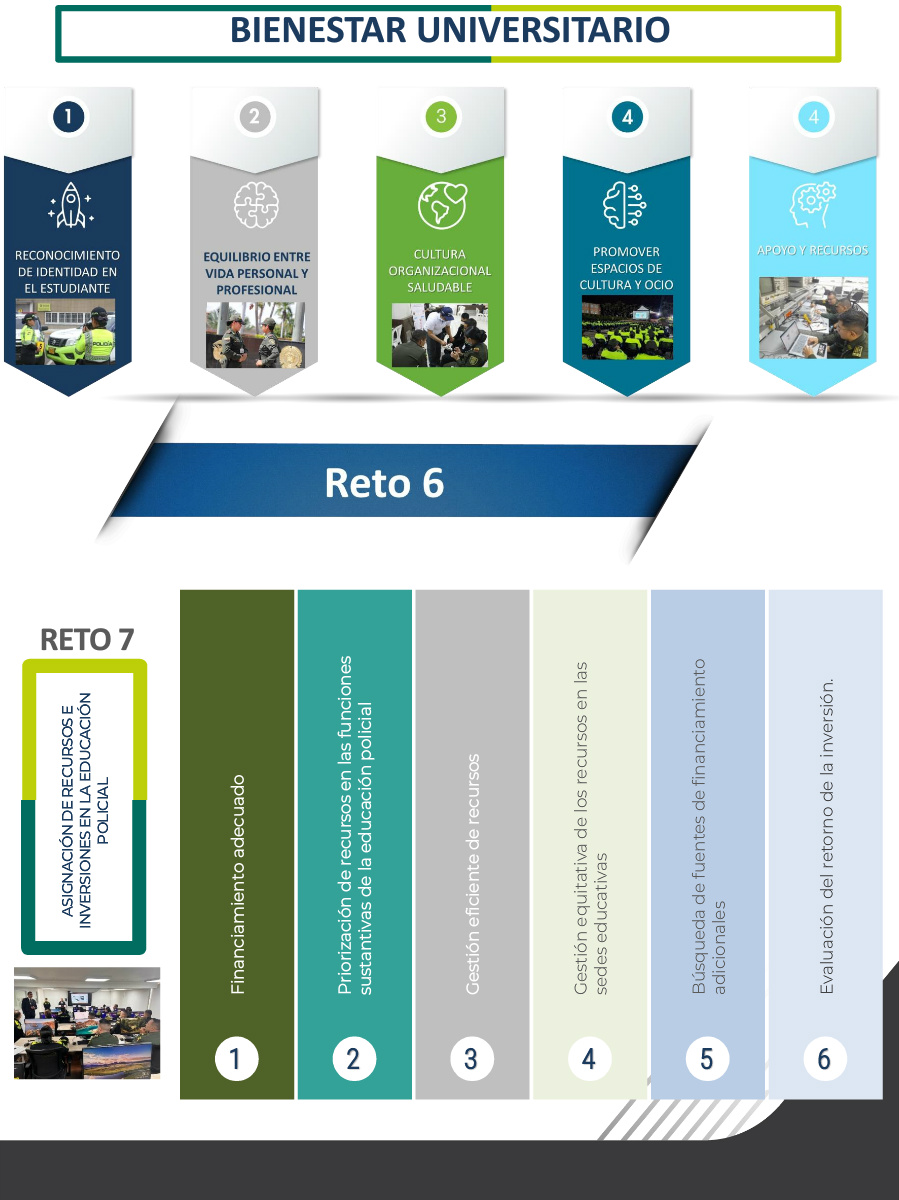 BIENESTAR UNIVERSITARIO
1
RECONOCIMIENTO
DE IDENTIDAD EN
EL ESTUDIANTE
POLICÍA
2
EQUILIBRIO ENTRE
VIDA PERSONAL Y
PROFESIONAL
3
CULTURA
ORGANIZACIONAL
SALUDABLE
4
PROMOVER
ESPACIOS DE
CULTURA Y OCIO
4
APOYO Y RECURSOS
Reto 6
RETO 7
ASIGNACIÓN DE RECURSOS E
INVERSIONES EN LA EDUCACIÓN
POLICIAL
Financiamiento adecuado
1
Priorización de recursos en las funciones
sustantivas de la educación policial
2
Gestión eficiente de recursos
3
Gestión equitativa de los recursos en las
sedes educativas
4
Búsqueda de fuentes de financiamiento
adicionales
5
Evaluación del retorno de la inversión.
6